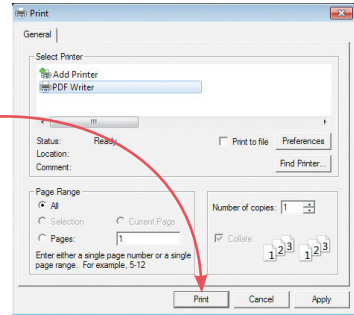 Print
General
Select Printer
Add Printer
PDF Writer
Status: Ready
Print to file
Preferences
Location:
Comment:
Find Printer...
Page Range
All
Selection
Current Page
Pages: 1
Enter either a single page number or a single
page range. For example, 5-12
Number of copies: 1
Collate
1 2 3 1 2 3
Print Cancel Apply